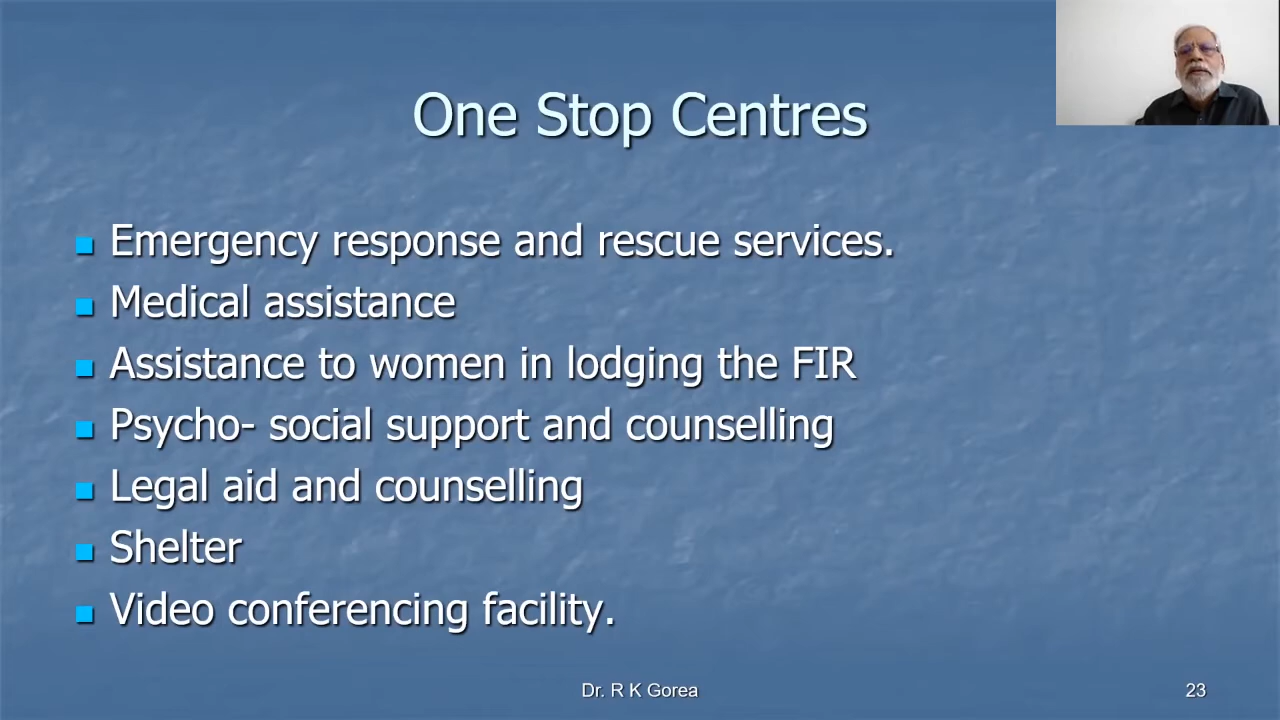 One Stop Centres
Emergency response and rescue services.
Medical assistance
Assistance to women in lodging the FIR
Psycho- social support and counselling
Legal aid and counselling
Shelter
Video conferencing facility.
Dr. R K Gorea
23